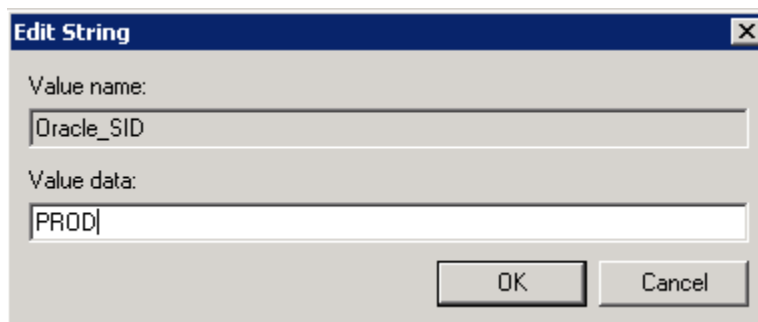 Edit String
Value name:
Oracle_SID
Value data:
PROD
OK Cancel